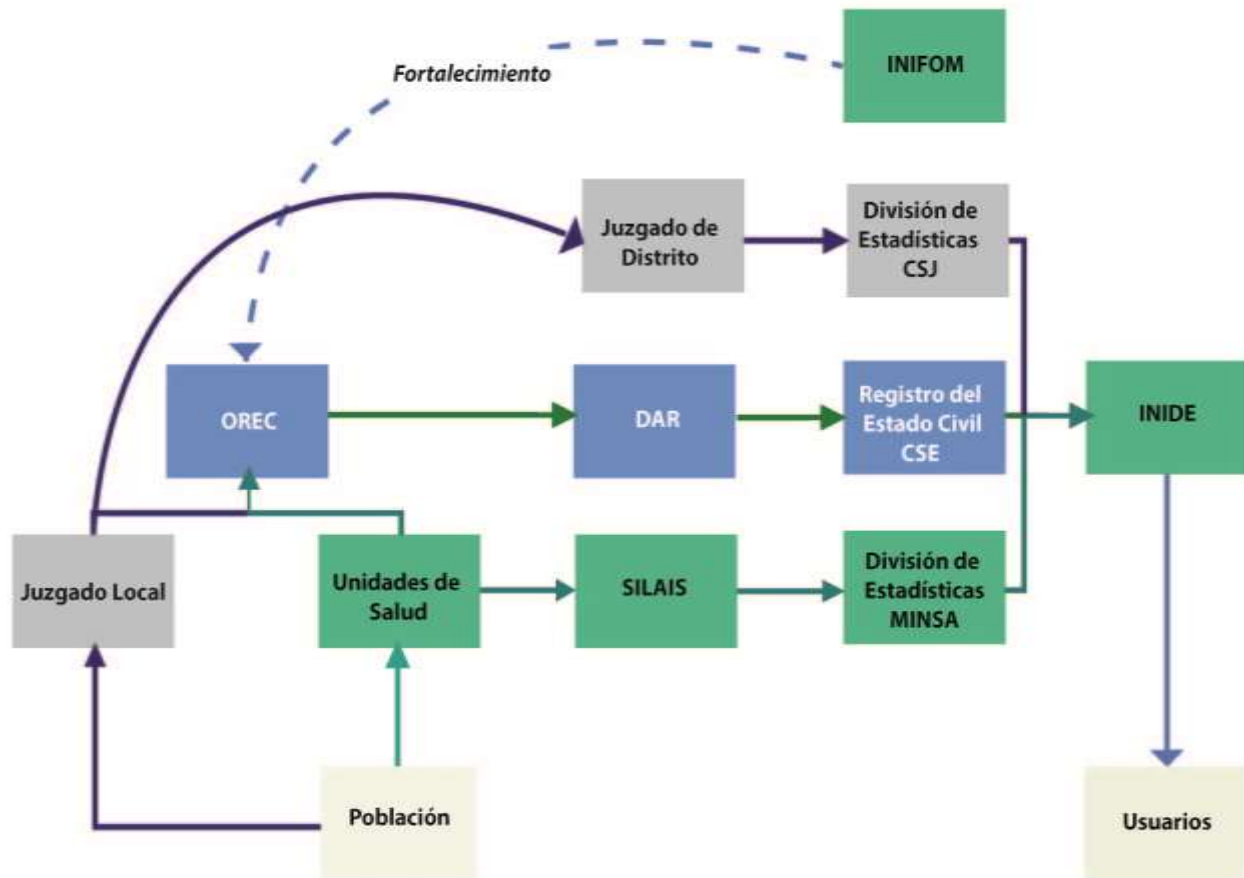 INIFOM
Fortalecimiento
Juzgado de
Distrito
División de
Estadísticas
CSJ
OREC
DAR
Registro del
Estado Civil
CSE
INIDE
Juzgado Local
Unidades de
Salud
SILAIS
División de
Estadísticas
MINSA
Población
Usuarios